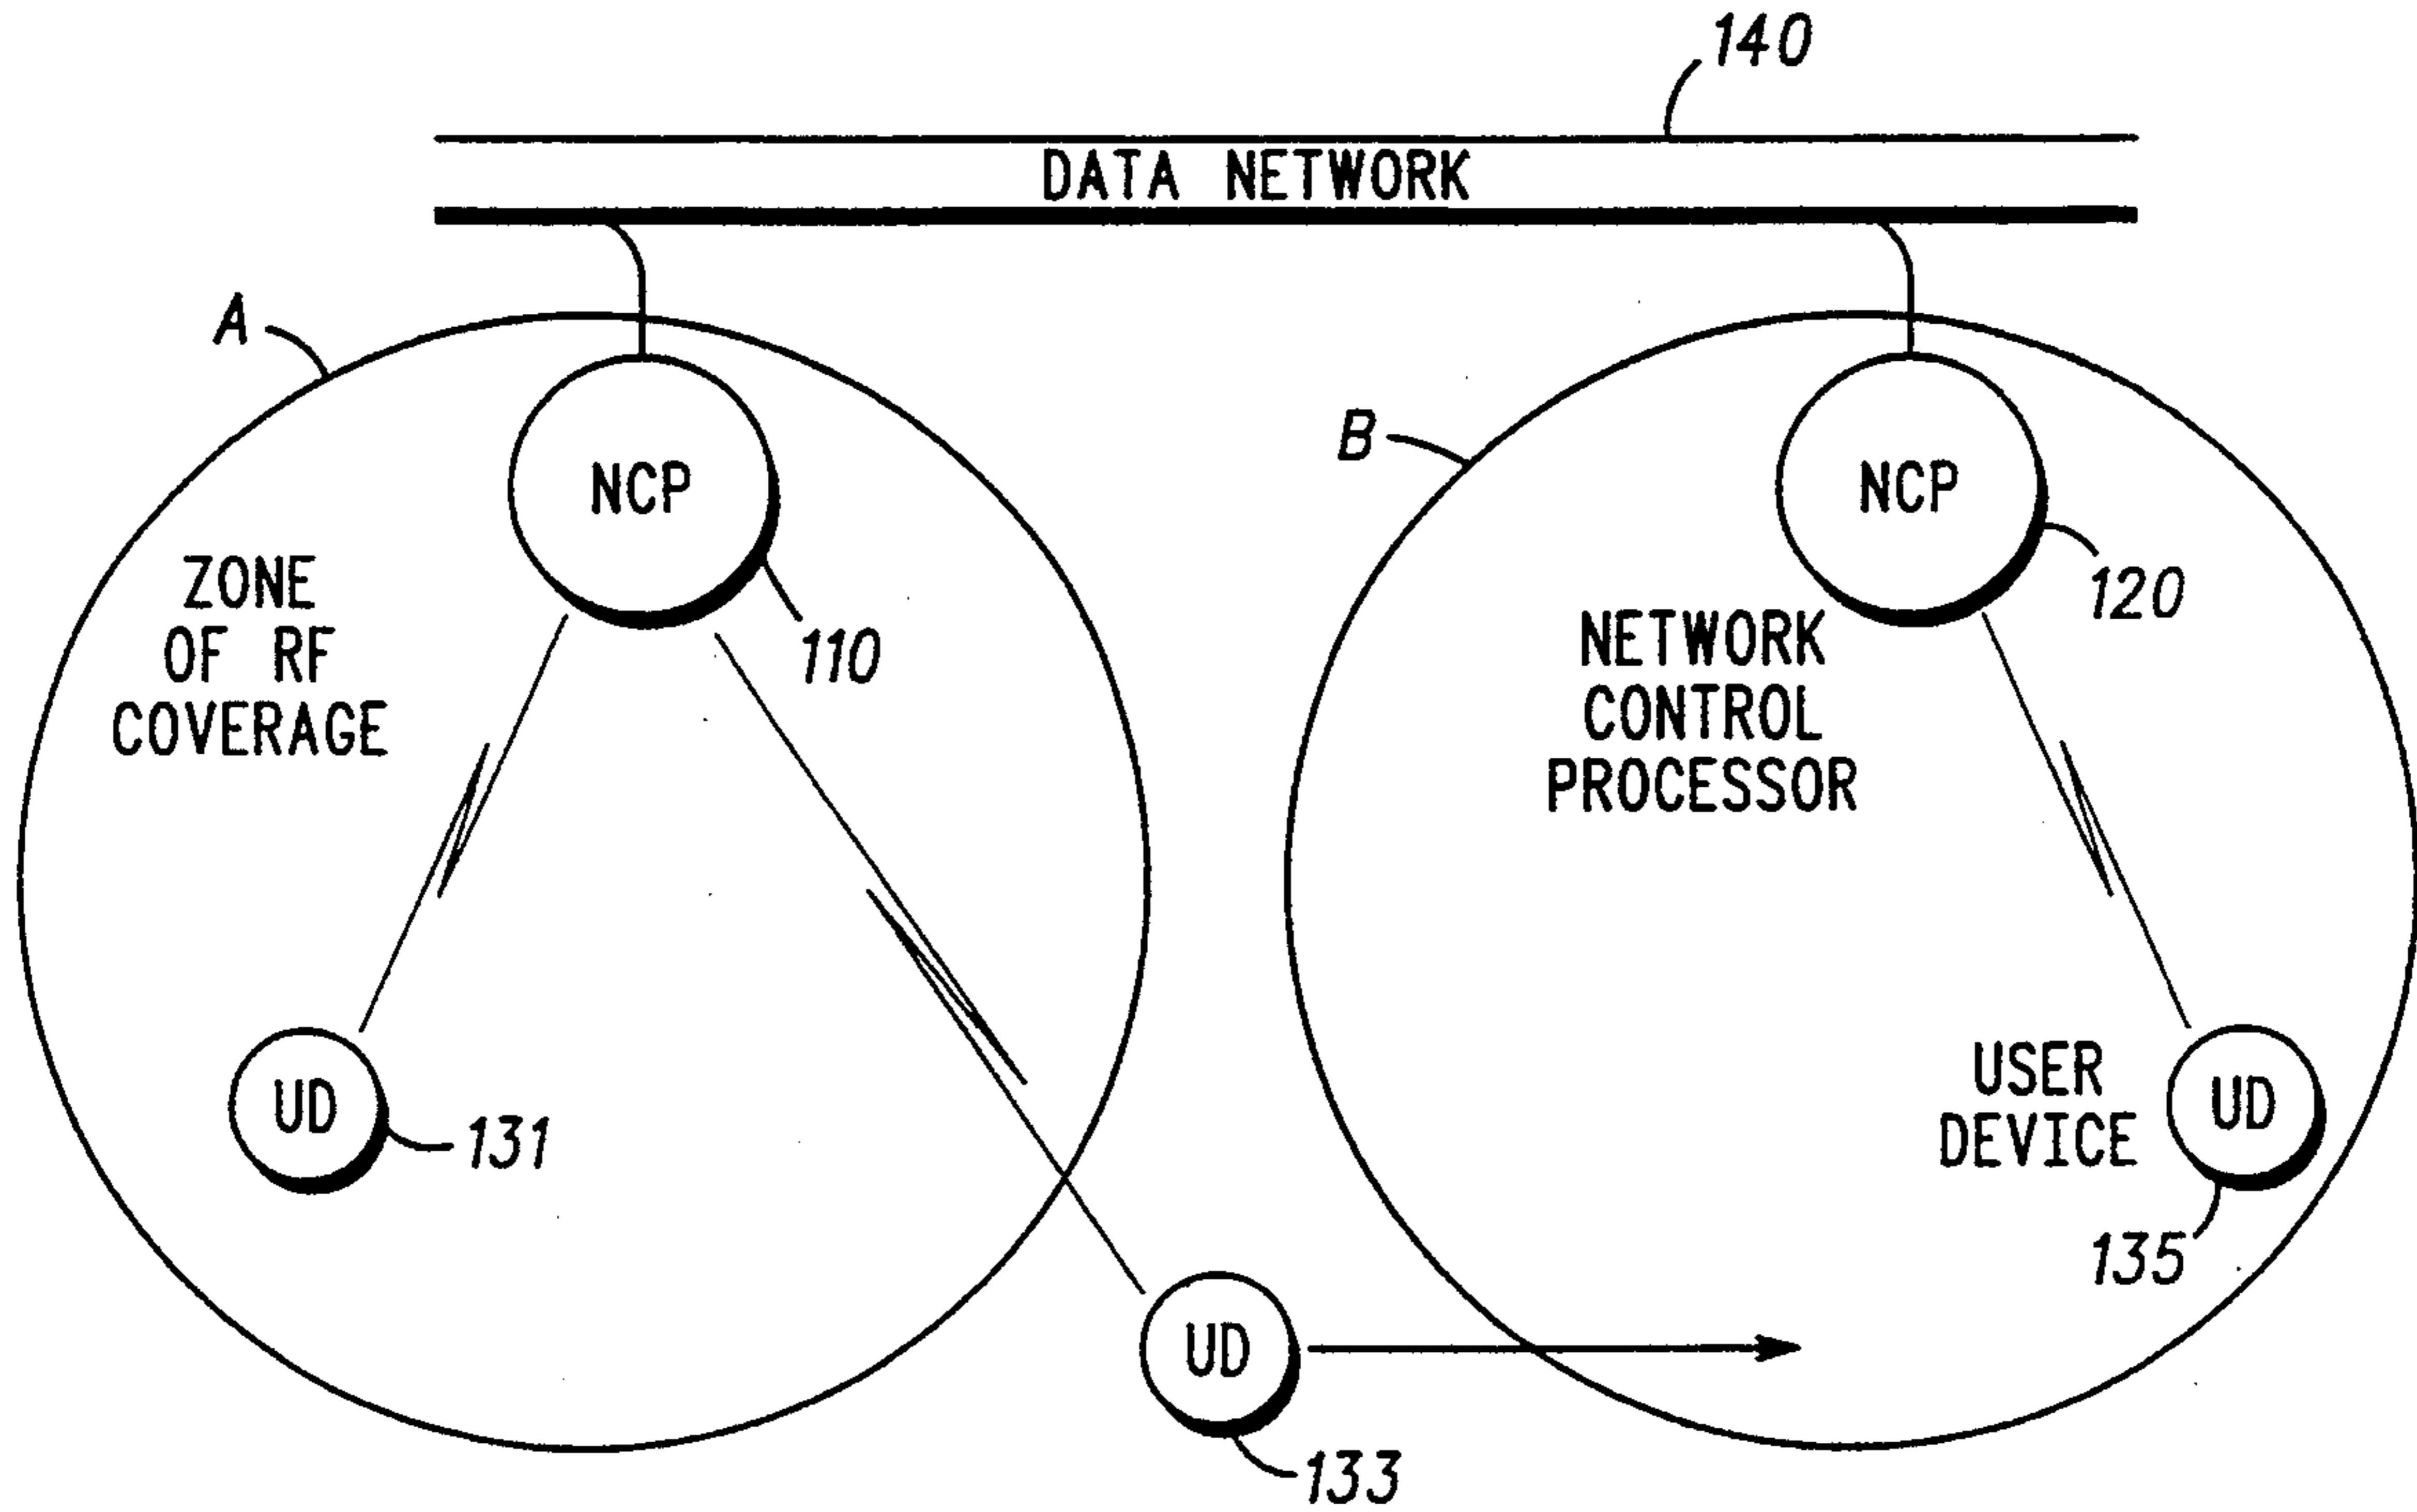 140
DATA NETWORK
A
B
NCP
NCP
ZONE
OF RF
COVERAGE
110
120
NETWORK
CONTROL
PROCESSOR
UD
131
USER
DEVICE
UD
135
UD
133